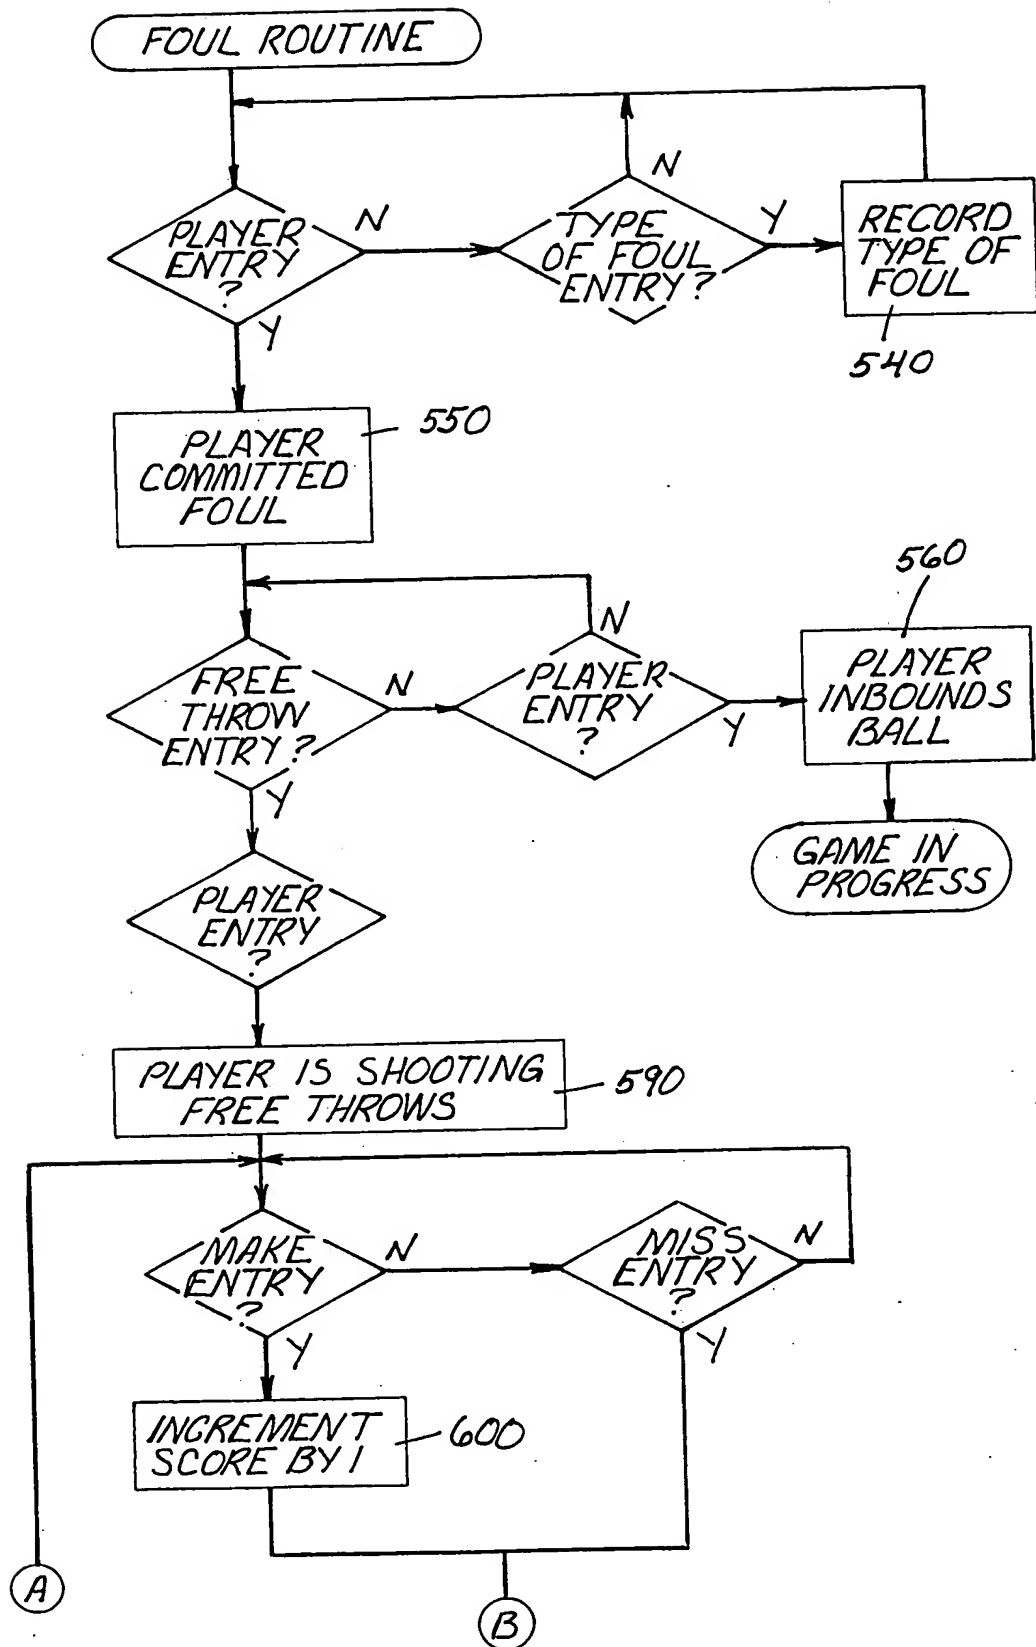 FOUL ROUTINE
PLAYER
ENTRY
?
N
Y
TYPE
OF FOUL
ENTRY?
N
Y
RECORD
TYPE OF
FOUL
540
PLAYER
COMMITTED
FOUL
550
FREE
THROW
ENTRY?
N
Y
PLAYER
ENTRY
?
N
Y
560
PLAYER
INBOUNDS
BALL
GAME IN
PROGRESS
PLAYER
ENTRY
?
PLAYER IS SHOOTING
FREE THROWS
590
MAKE
ENTRY
?
N
Y
MISS
ENTRY
?
N
Y
INCREMENT
SCORE BY 1
600
A
B